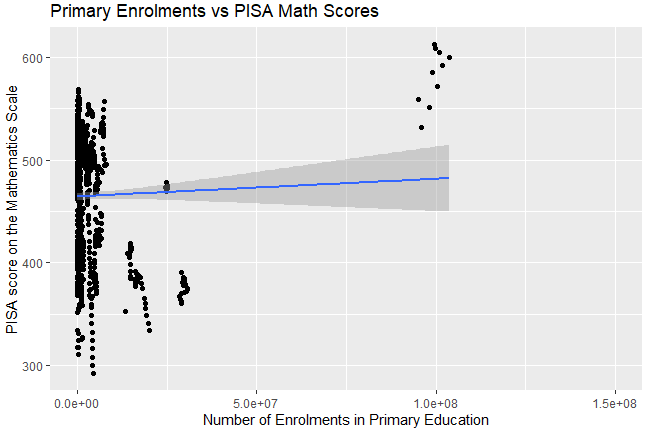 Primary Enrolments vs PISA Math Scores
PISA score on the Mathematics Scale
600
500
400
300
0.0e+00 5.0e+07 1.0e+08 1.5e+08
Number of Enrolments in Primary Education